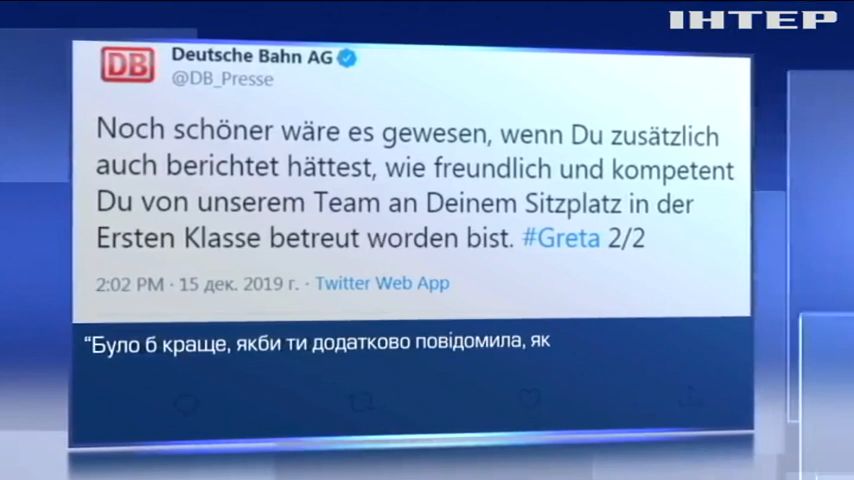 ІНТЕР
DB Deutsche Bahn AG
@DB_Presse
Noch schöner wäre es gewesen, wenn Du zusätzlich
auch berichtet hättest, wie freundlich und kompetent
Du von unserem Team an Deinem Sitzplatz in der
Ersten Klasse betreut worden bist. #Greta 2/2
2:02 PM · 15 дек. 2019 г. · Twitter Web App
“Було б краще, якби ти додатково повідомила, як